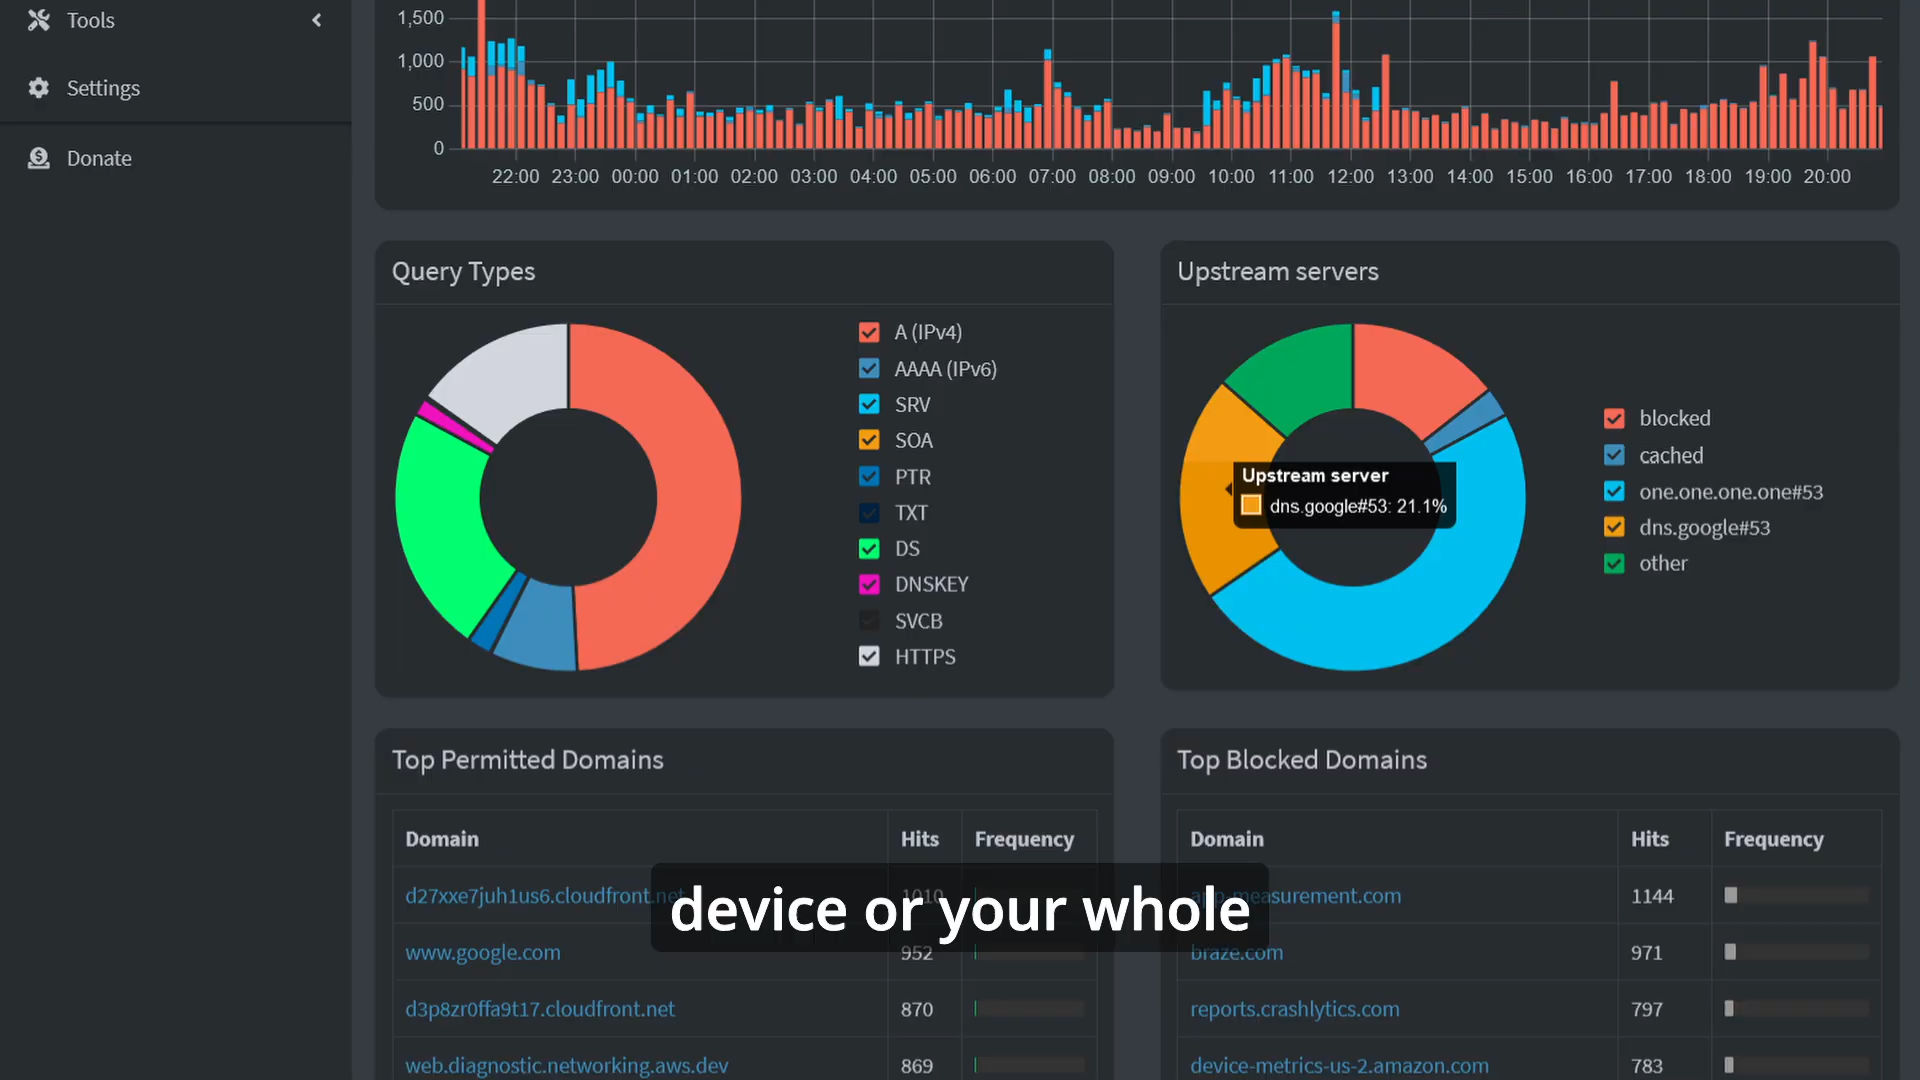 Tools
Settings
Donate
1,500
1,000
500
0
22:00 23:00 00:00 01:00 02:00 03:00 04:00 05:00 06:00 07:00 08:00 09:00 10:00 11:00 12:00 13:00 14:00 15:00 16:00 17:00 18:00 19:00 20:00
Query Types
A (IPv4)
AAAA (IPv6)
SRV
SOA
PTR
TXT
DS
DNSKEY
SVCB
HTTPS
Upstream servers
Upstream server
dns.google#53: 21.1%
blocked
cached
one.one.one.one#53
dns.google#53
other
Top Permitted Domains
Domain Hits Frequency
d27xxe7juh1us6.cloudfront.net 1010
www.google.com 952
d3p8zr0ffa9t17.cloudfront.net 870
web.diagnostic.networking.aws.dev 869
Top Blocked Domains
Domain Hits Frequency
app-measurement.com 1144
braze.com 971
reports.crashlytics.com 797
device-metrics-us-2.amazon.com 783
device or your whole